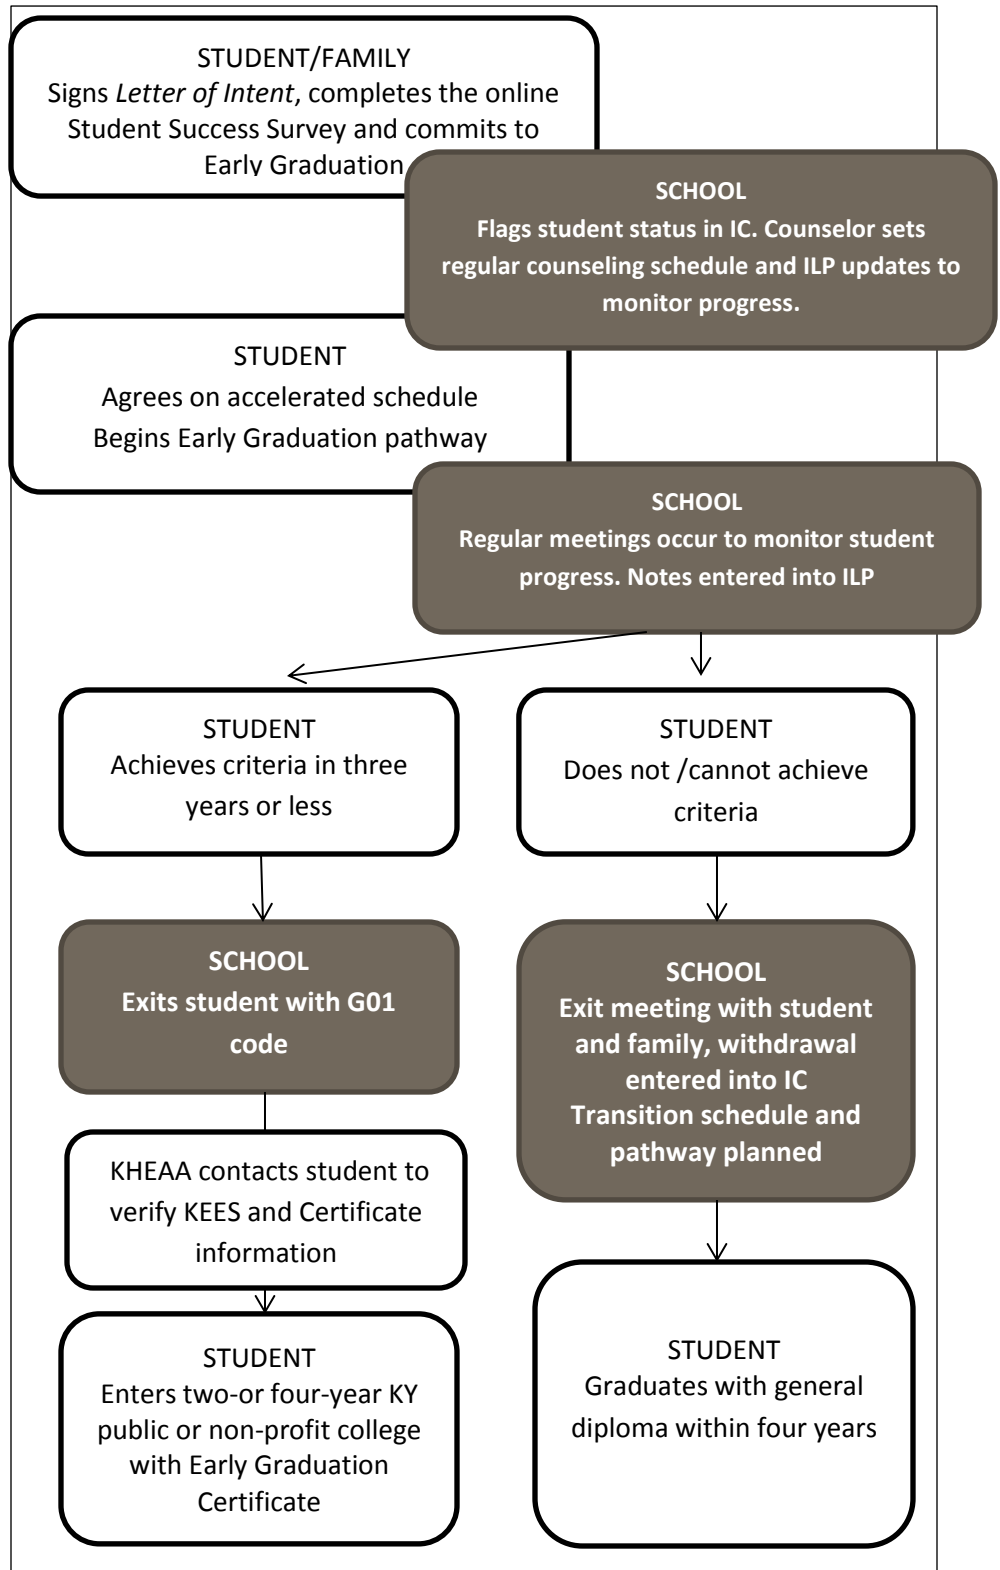 STUDENT/FAMILY
Signs Letter of Intent, completes the online
Student Success Survey and commits to
Early Graduation
SCHOOL
Flags student status in IC. Counselor sets
regular counseling schedule and ILP updates to
monitor progress.
STUDENT
Agrees on accelerated schedule
Begins Early Graduation pathway
SCHOOL
Regular meetings occur to monitor student
progress. Notes entered into ILP
STUDENT
Achieves criteria in three
years or less
STUDENT
Does not /cannot achieve
criteria
SCHOOL
Exits student with G01
code
SCHOOL
Exit meeting with student
and family, withdrawal
entered into IC
Transition schedule and
pathway planned
KHEAA contacts student to
verify KEES and Certificate
information
STUDENT
Enters two-or four-year KY
public or non-profit college
with Early Graduation
Certificate
STUDENT
Graduates with general
diploma within four years